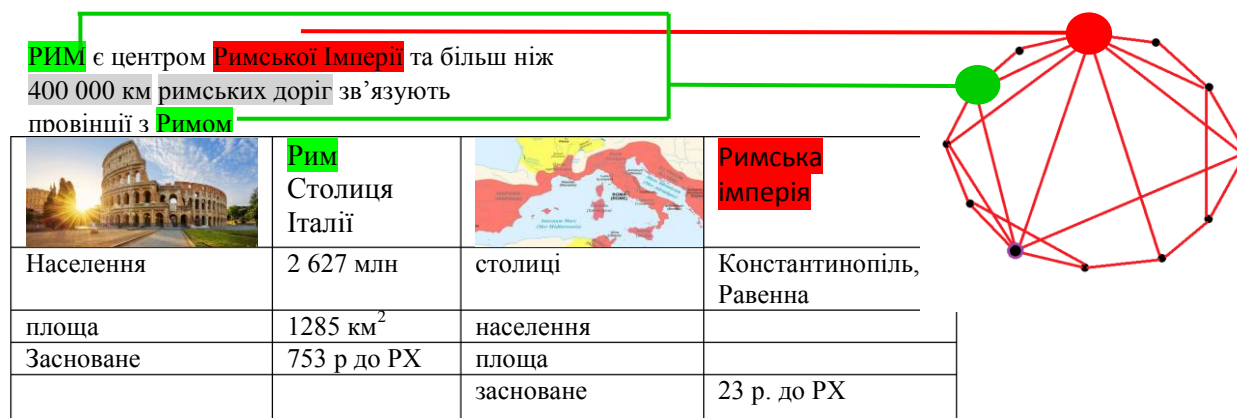 РИМ є центром Римської Імперії та більш ніж
400 000 км римських доріг зв’язують
провінції з Римом
Рим
Столиця
Італії
Римська
імперія
Населення 2 627 млн столиці Константинопіль,
Равенна
площа 1285 км² населення
Засноване 753 р до РХ площа
засноване 23 р. до РХ